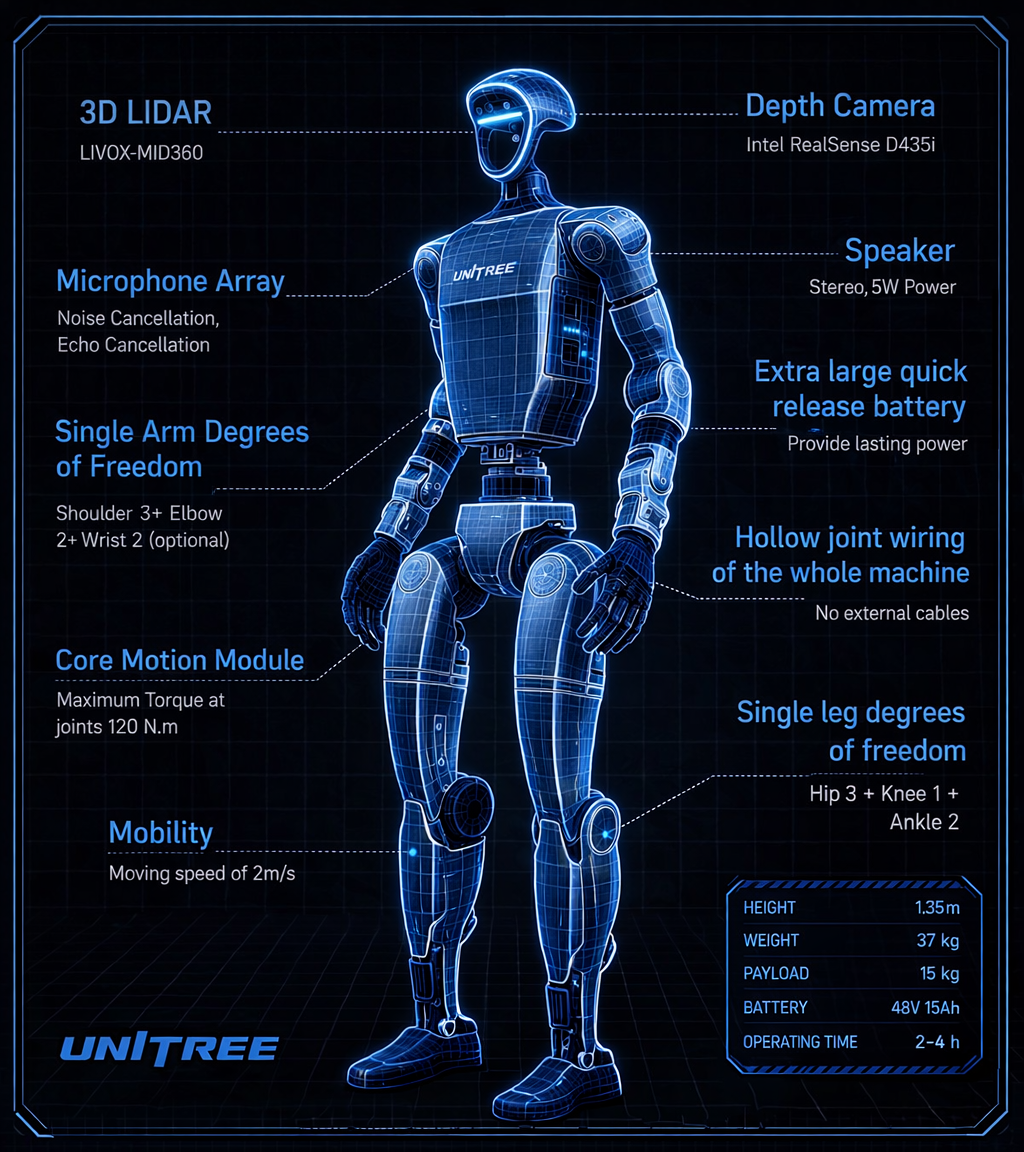 3D LIDAR
LIVOX-MID360
Depth Camera
Intel RealSense D435i
UNITREE
Microphone Array
Noise Cancellation,
Echo Cancellation
Speaker
Stereo, 5W Power
Single Arm Degrees
of Freedom
Shoulder 3+ Elbow
2+ Wrist 2 (optional)
Extra large quick
release battery
Provide lasting power
Hollow joint wiring
of the whole machine
No external cables
Core Motion Module
Maximum Torque at
joints 120 N.m
Single leg degrees
of freedom
Hip 3 + Knee 1 +
Ankle 2
Mobility
Moving speed of 2m/s
HEIGHT 1.35m
WEIGHT 37 kg
PAYLOAD 15 kg
BATTERY 48V 15Ah
OPERATING TIME 2-4 h
UNITREE